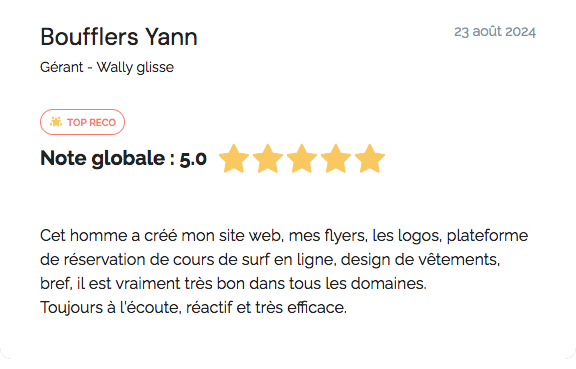 Boufflers Yann
23 août 2024
Gérant - Wally glisse
TOP RECO
Note globale : 5.0
Cet homme a créé mon site web, mes flyers, les logos, plateforme
de réservation de cours de surf en ligne, design de vêtements,
bref, il est vraiment très bon dans tous les domaines.
Toujours à l'écoute, réactif et très efficace.